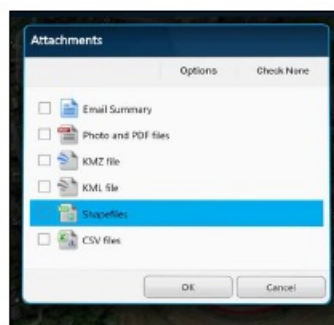 Attachments
Options Check None
Email Summary
Photo and PDF files
KMZ file
KML file
Shapefiles
CSV files
OK Cancel